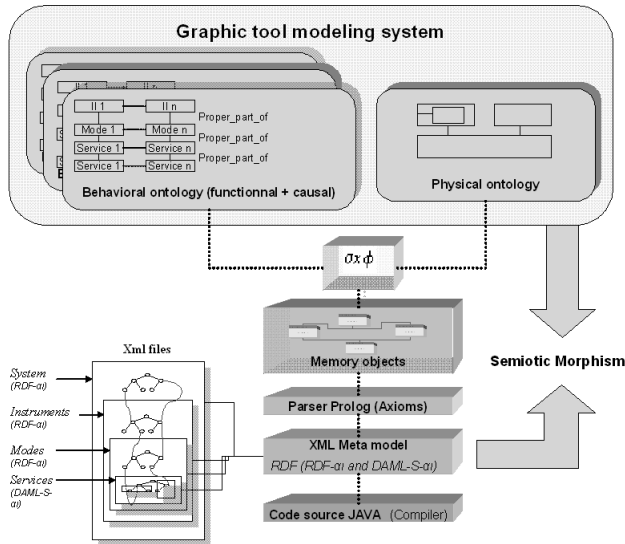 Graphic tool modeling system
II 1 II n
Mode 1 Mode n
Service 1 Service n
Service 1 Service n
Proper_part_of
Proper_part_of
Proper_part_of
Behavioral ontology (functionnal + causal)
Physical ontology
σxϕ
Memory objects
Semiotic Morphism
Parser Prolog (Axioms)
XML Meta model
RDF (RDF-αι and DAML-S-αι)
Code source JAVA (Compiler)
Xml files
System
(RDF-αι)
Instruments
(RDF-αι)
Modes
(RDF-αι)
Services
(DAML-S-
αι)